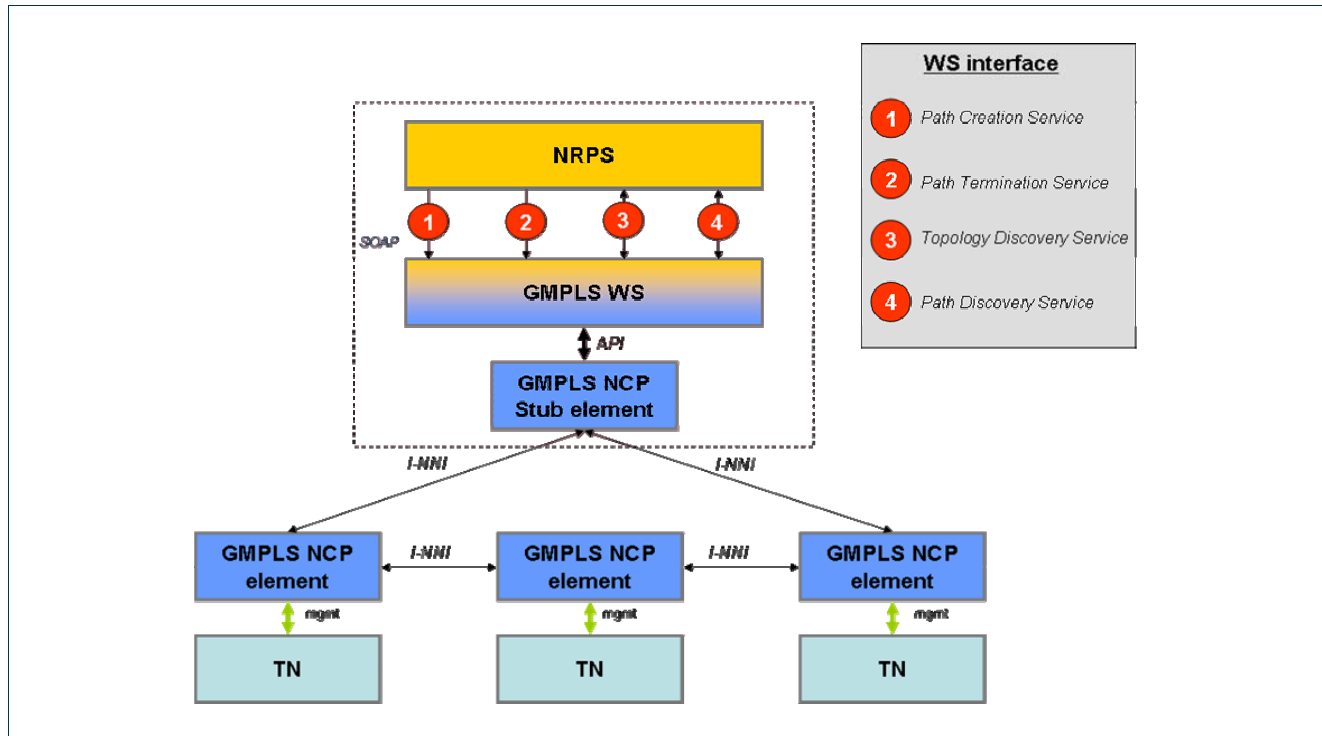 WS interface
1 Path Creation Service
2 Path Termination Service
3 Topology Discovery Service
4 Path Discovery Service
NRPS
1 2 3 4
SOAP
GMPLS WS
API
GMPLS NCP
Stub element
I-NNI I-NNI
GMPLS NCP
element
I-NNI
GMPLS NCP
element
I-NNI
GMPLS NCP
element
mgmt mgmt mgmt
TN TN TN